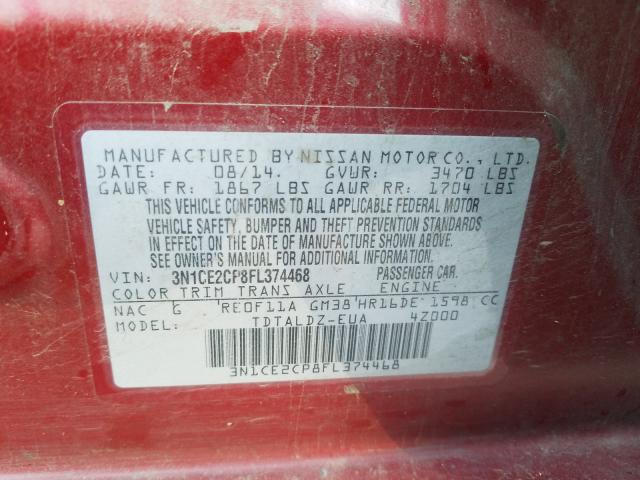 MANUFACTURED BY NISSAN MOTOR CO., LTD.
DATE: 08/14. GVWR: 3470 LBS
GAWR FR: 1867 LBS GAWR RR: 1704 LBS
THIS VEHICLE CONFORMS TO ALL APPLICABLE FEDERAL MOTOR
VEHICLE SAFETY, BUMPER AND THEFT PREVENTION STANDARDS
IN EFFECT ON THE DATE OF MANUFACTURE SHOWN ABOVE.
SEE OWNER'S MANUAL FOR ADDITIONAL INFORMATION.
VIN: 3N1CE2CP8FL374468 PASSENGER CAR.
COLOR TRIM TRANS AXLE ENGINE
NAC G RE0F11A GM38 HR16DE 1598 CC
MODEL: TDTALDZ-EUA 4Z000
3N1CE2CP8FL374468